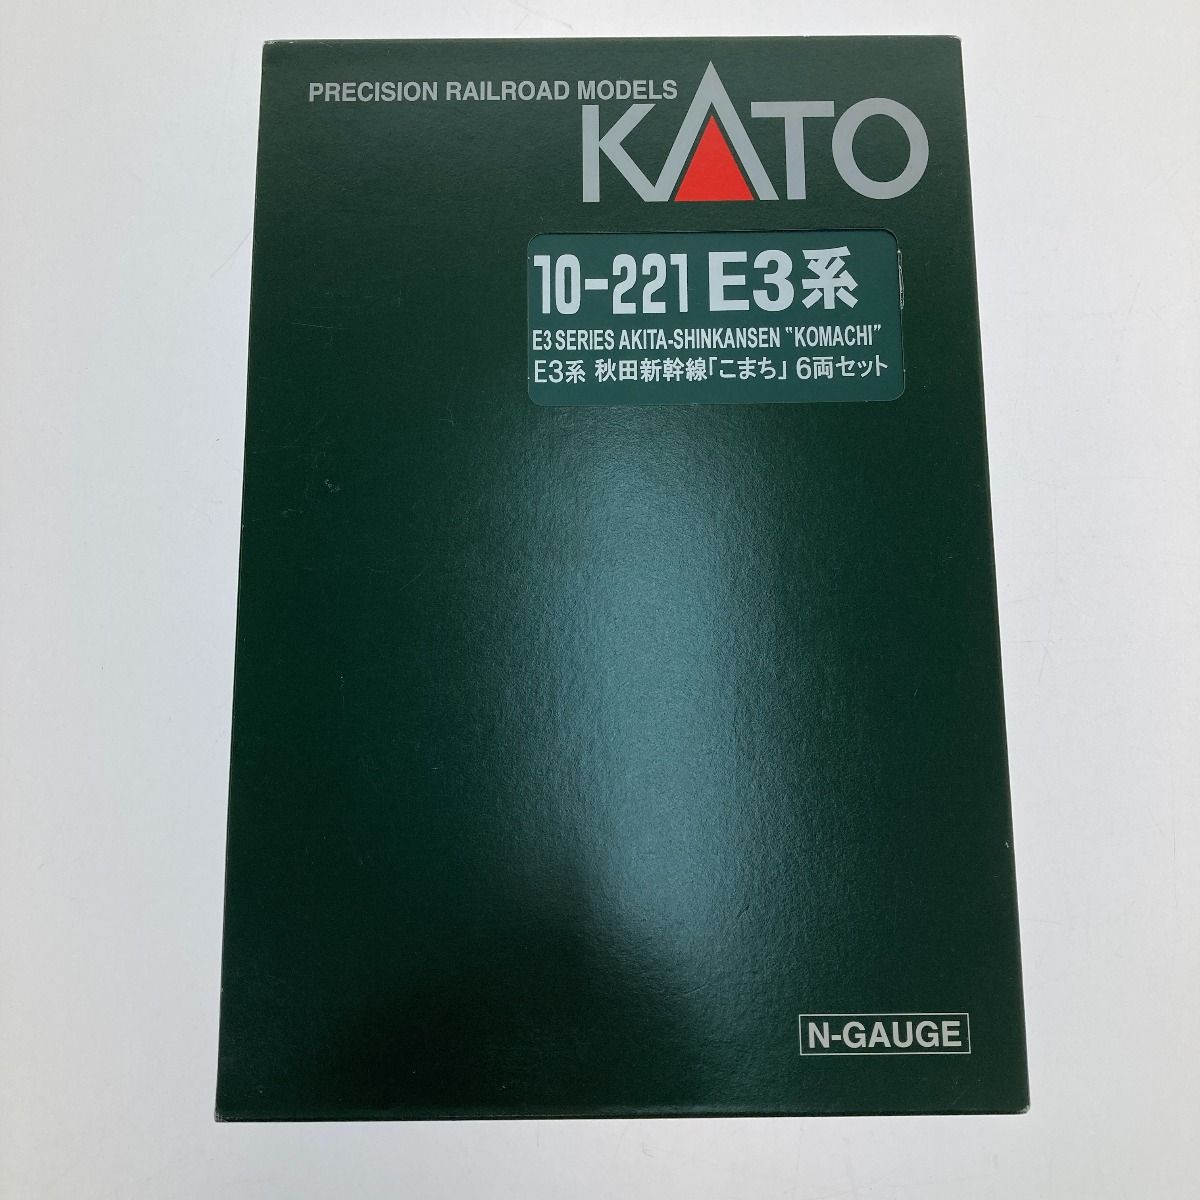 PRECISION RAILROAD MODELS
KATO
10-221 E3系
E3 SERIES AKITA-SHINKANSEN "KOMACHI"
E3系 秋田新幹線「こまち」 6両セット
N-GAUGE